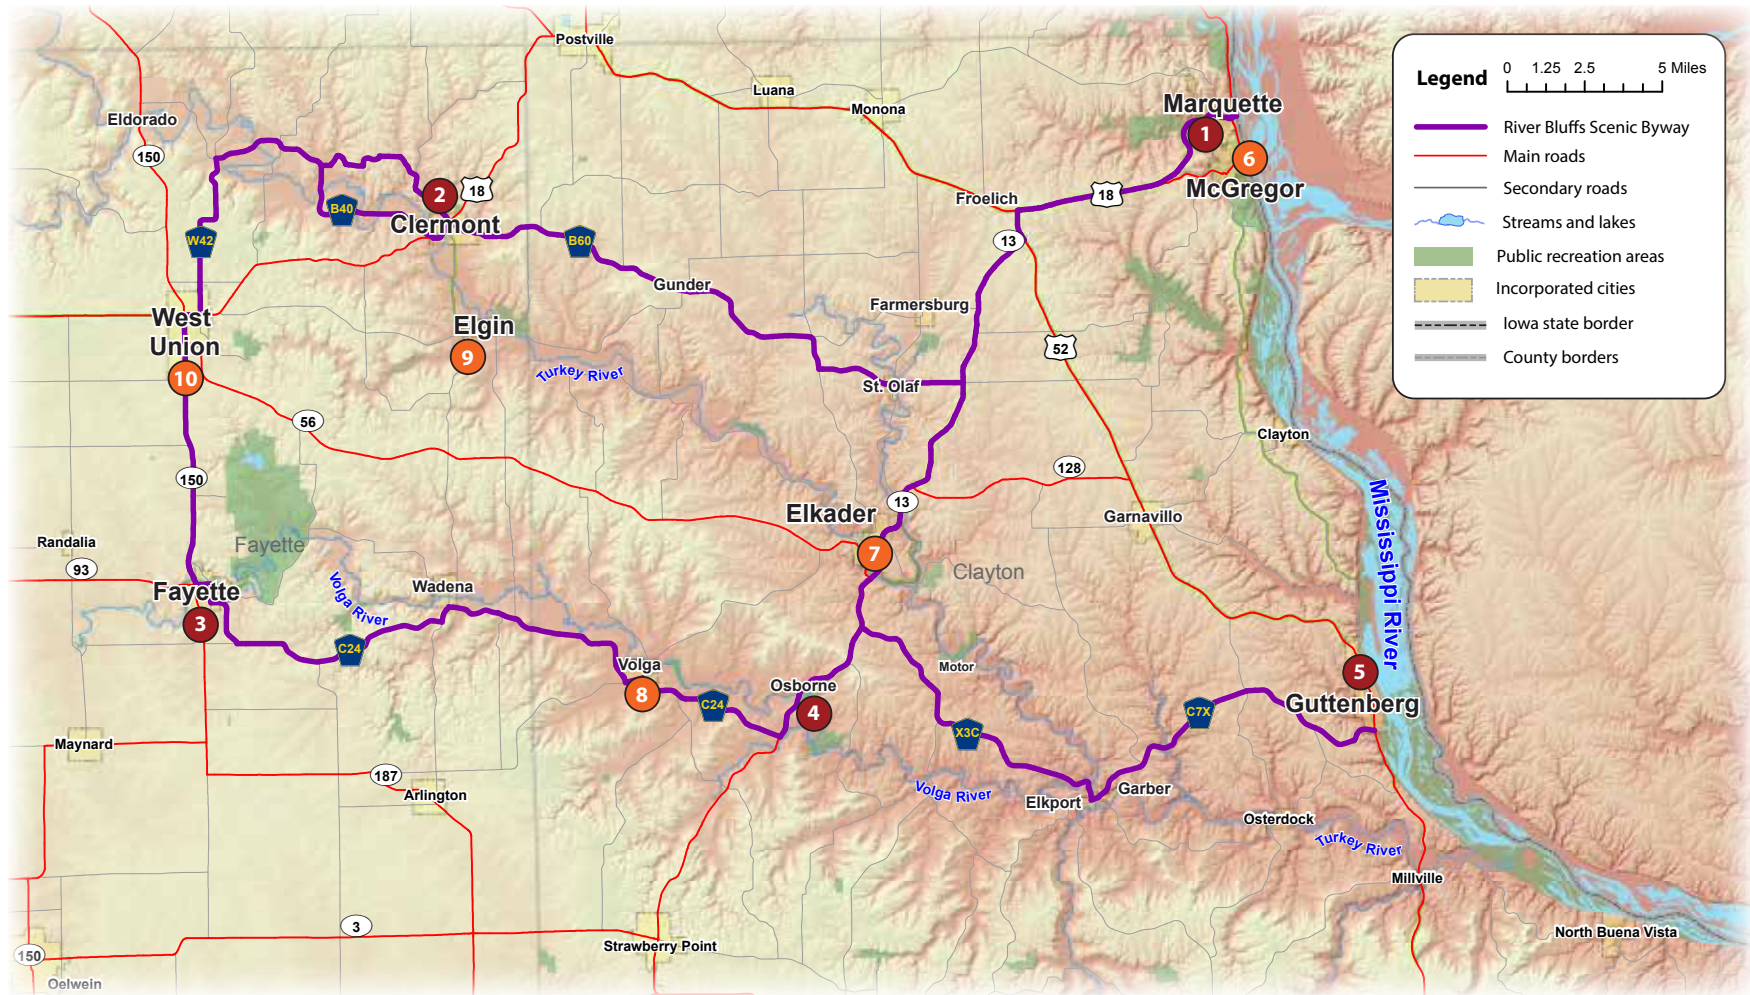 Legend
0 1.25 2.5 5 Miles
River Bluffs Scenic Byway
Main roads
Secondary roads
Streams and lakes
Public recreation areas
Incorporated cities
Iowa state border
County borders
Postville
Luana
Monona
Eldorado
150
Marquette
1
6
McGregor
18
Froelich
13
2
18
Clermont
B40
W42
B60
Gunder
Farmersburg
West
Union
10
Elgin
9
Turkey River
St. Olaf
52
56
Clayton
128
150
13
Elkader
7
Garnavillo
Mississippi River
Randalia
93
Fayette
Clayton
Fayette
3
Volga River
Wadena
C24
Volga
8
C24
Osborne
4
Motor
5
Guttenberg
C7X
X3C
Maynard
187
Arlington
Volga River
Elkport
Garber
Osterdock
Turkey River
Millville
3
Strawberry Point
North Buena Vista
150
Oelwein